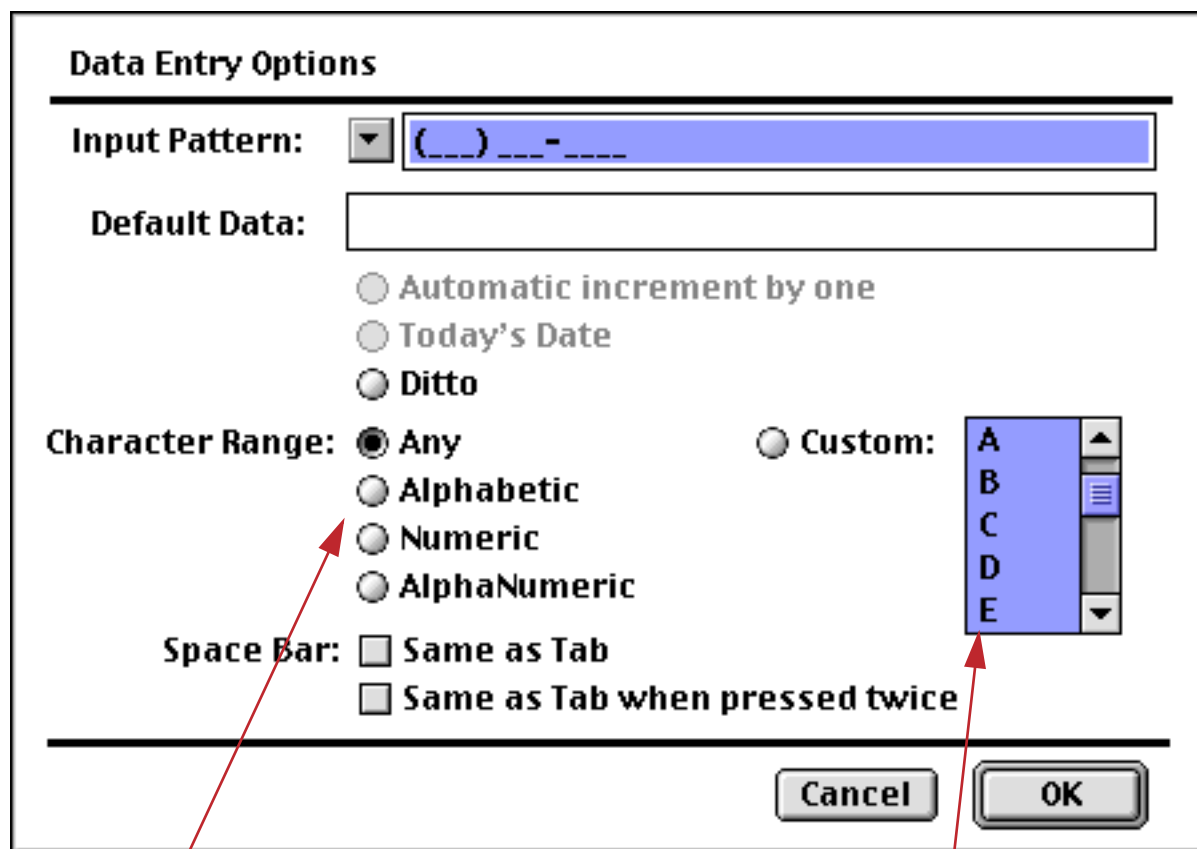 Data Entry Options
Input Pattern: (___) ___-____
Default Data:
Automatic increment by one
Today's Date
Ditto
Character Range: Any Custom: A
Alphabetic B
C
Numeric D
AlphaNumeric E
Space Bar: Same as Tab
Same as Tab when pressed twice
Cancel OK